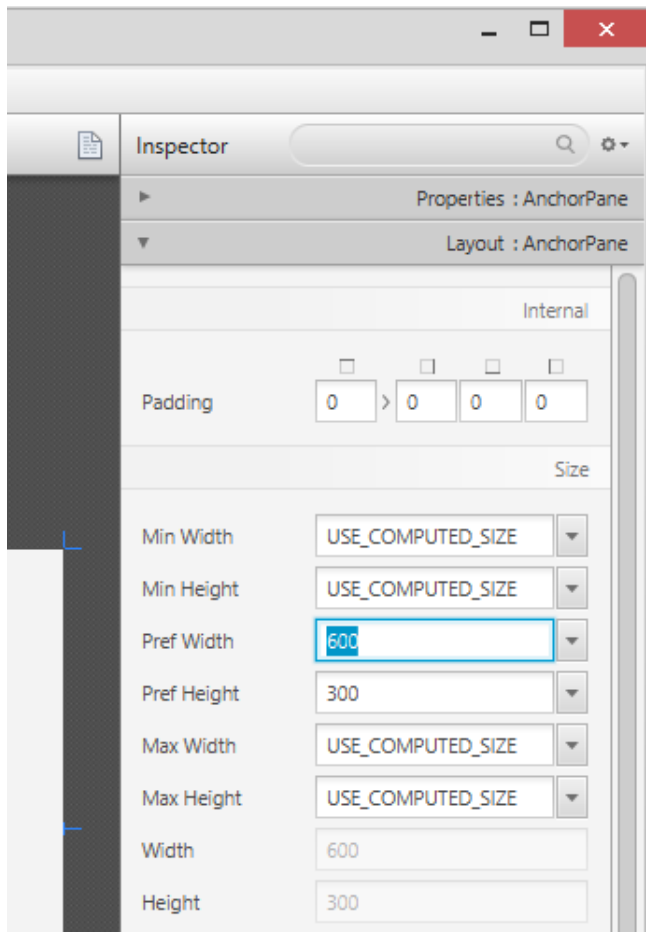 Inspector
Properties : AnchorPane
Layout : AnchorPane
Internal
Padding 0 0 0 0
Size
Min Width USE_COMPUTED_SIZE
Min Height USE_COMPUTED_SIZE
Pref Width 600
Pref Height 300
Max Width USE_COMPUTED_SIZE
Max Height USE_COMPUTED_SIZE
Width 600
Height 300